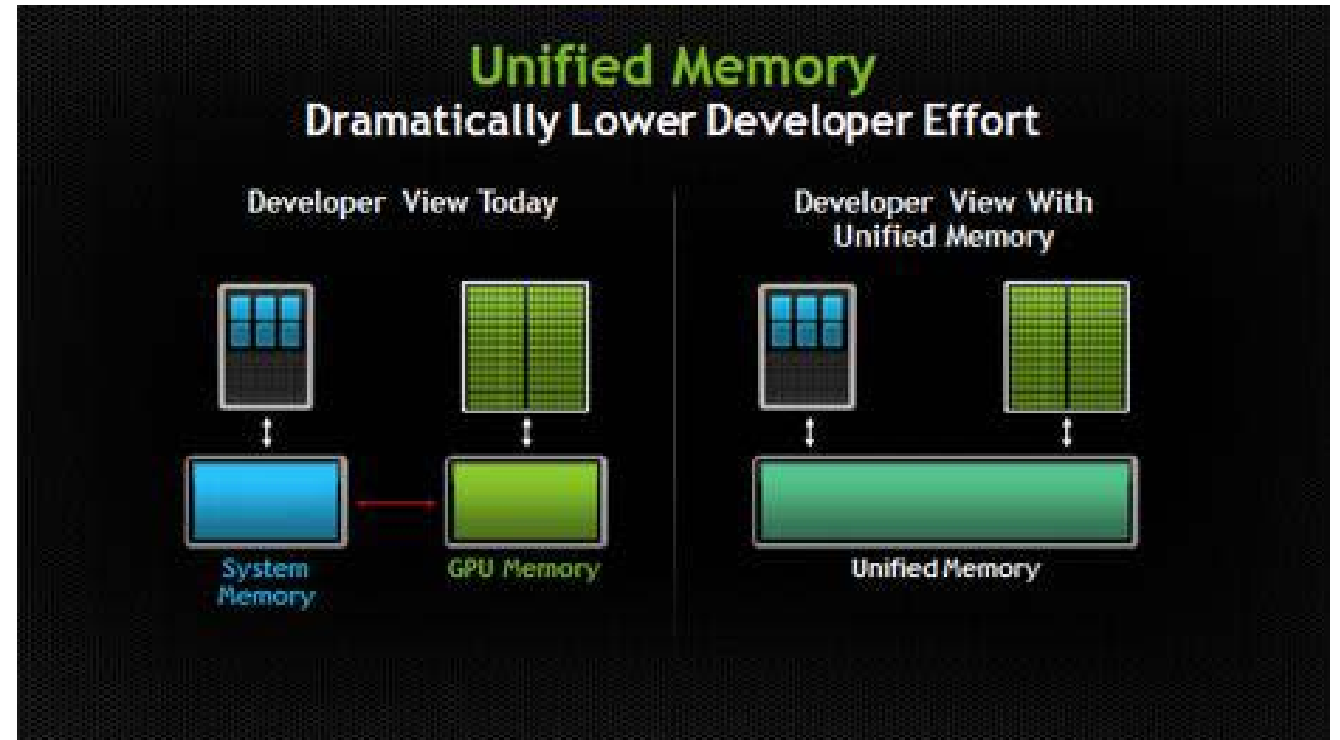 Unified Memory
Dramatically Lower Developer Effort
Developer View Today
Developer View With
Unified Memory
System
Memory
GPU Memory
Unified Memory